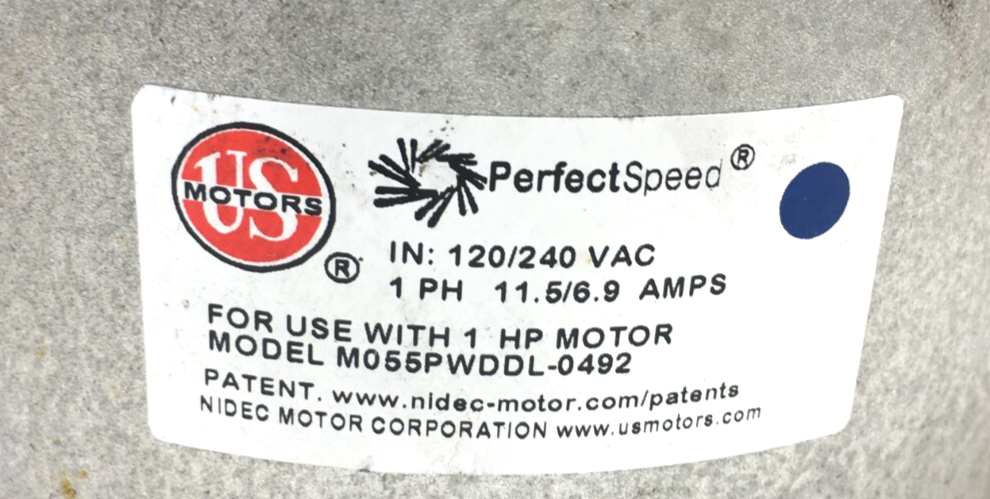 US
MOTORS
®
PerfectSpeed®
IN: 120/240 VAC
1 PH 11.5/6.9 AMPS
FOR USE WITH 1 HP MOTOR
MODEL M055PWDDL-0492
PATENT. www.nidec-motor.com/patents
NIDEC MOTOR CORPORATION www.usmotors.com